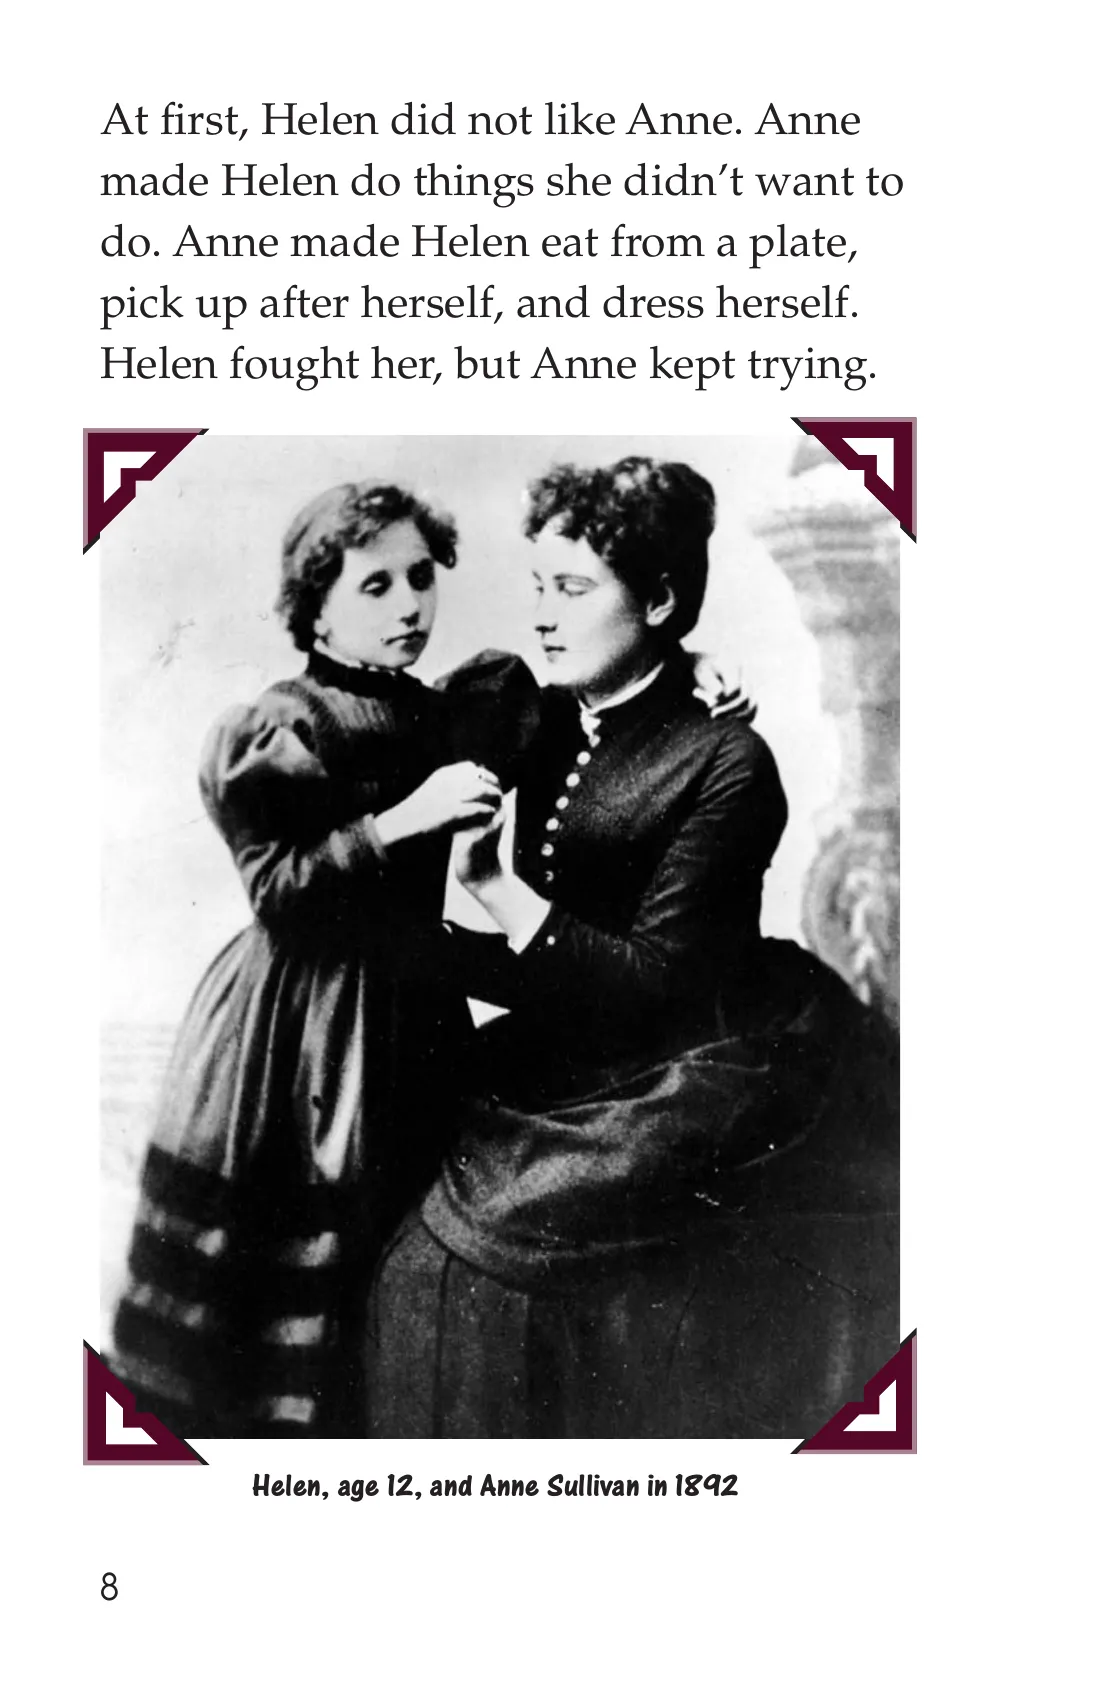 At first, Helen did not like Anne. Anne
made Helen do things she didn’t want to
do. Anne made Helen eat from a plate,
pick up after herself, and dress herself.
Helen fought her, but Anne kept trying.
Helen, age 12, and Anne Sullivan in 1892
8